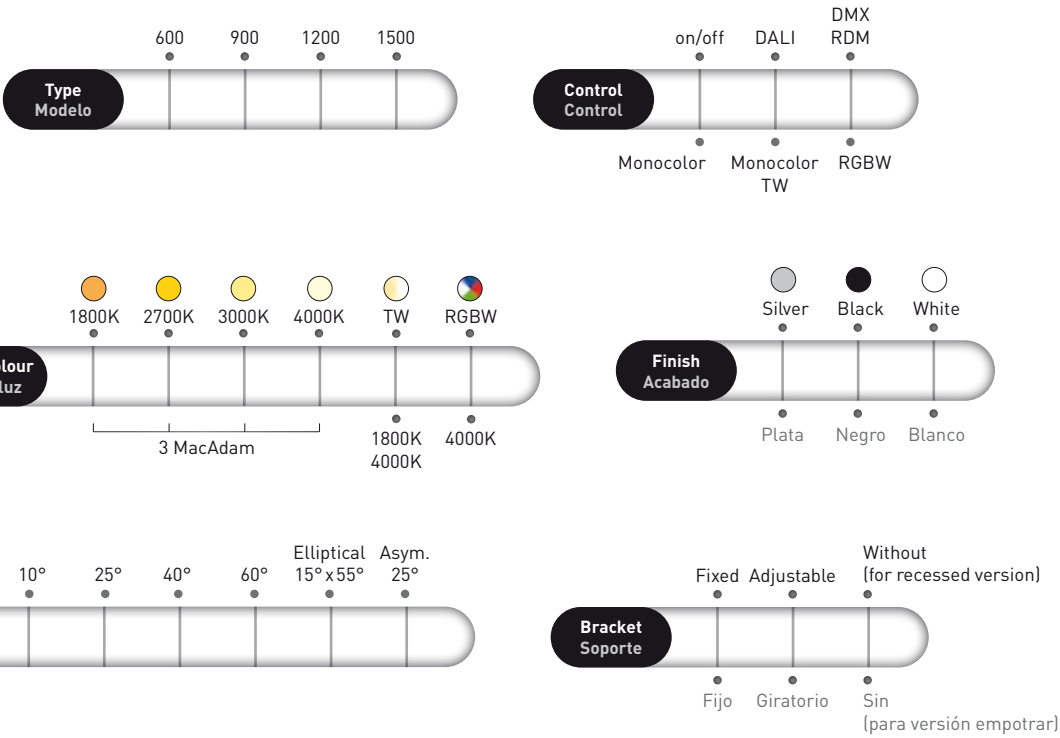 600 900 1200 1500
Type
Modelo
DMX
on/off DALI RDM
Control
Control
Monocolor Monocolor RGBW
TW
1800K 2700K 3000K 4000K TW RGBW
olour
luz
3 MacAdam
1800K 4000K
4000K
Silver Black White
Finish
Acabado
Plata Negro Blanco
Elliptical Asym.
10° 25° 40° 60° 15°x55° 25°
Without
Fixed Adjustable (for recessed version)
Bracket
Soporte
Fijo Giratorio Sin
(para versión empotrar)